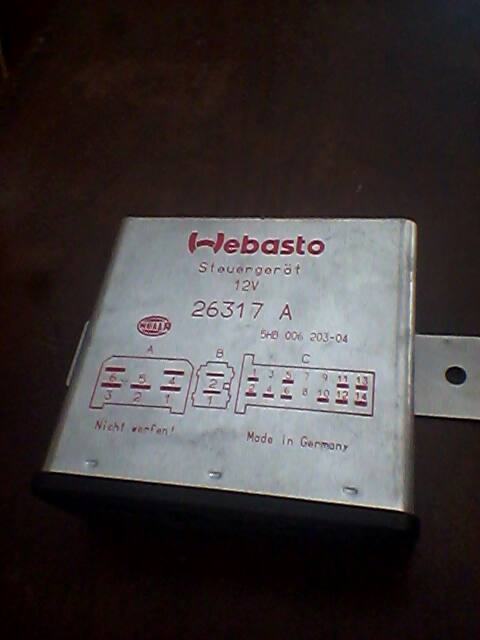 Webasto
Steuergerät
12V
26317 A
HELLA
5HB 006 203-04
A B C
6 5 4
3 2 1
2
1
1 3 5 7 9 11 13
2 4 6 8 10 12 14
Nicht werfen!
Made in Germany